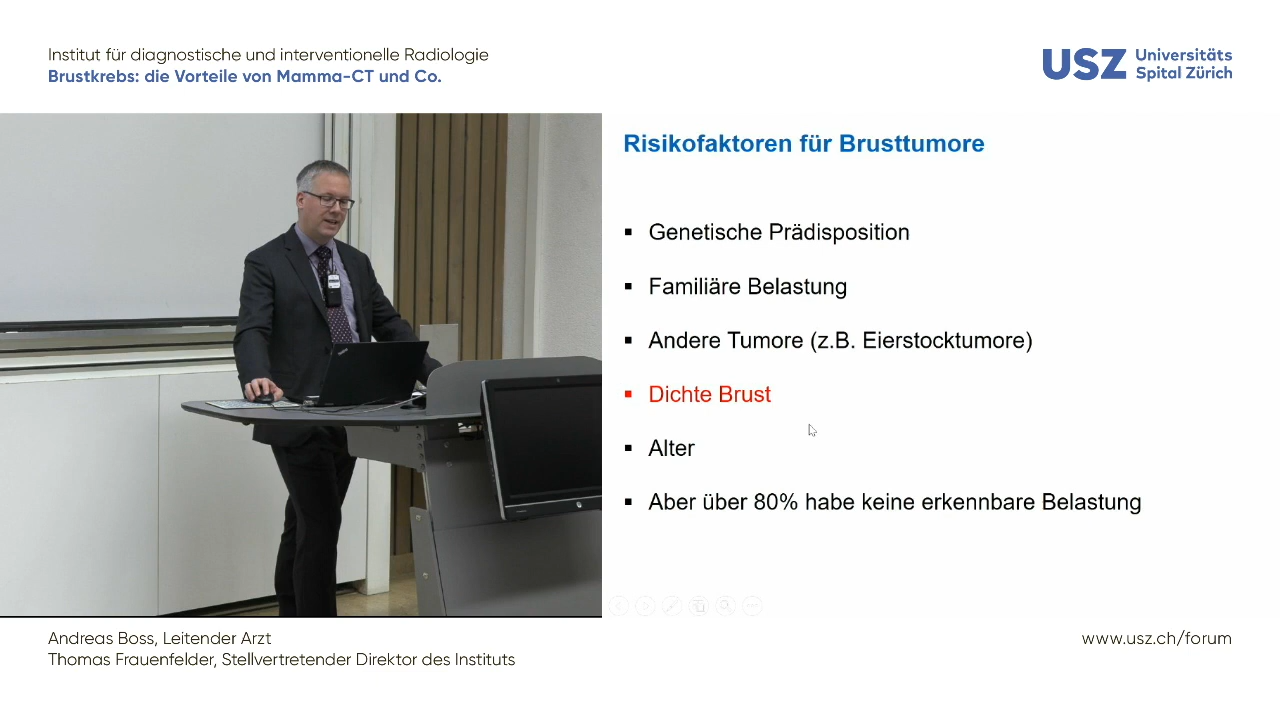 Institut für diagnostische und interventionelle Radiologie
Brustkrebs: die Vorteile von Mamma-CT und Co.
USZ Universitäts
Spital Zürich
Risikofaktoren für Brusttumore
▪ Genetische Prädisposition
▪ Familiäre Belastung
▪ Andere Tumore (z.B. Eierstocktumore)
▪ Dichte Brust
▪ Alter
▪ Aber über 80% habe keine erkennbare Belastung
Andreas Boss, Leitender Arzt
Thomas Frauenfelder, Stellvertretender Direktor des Instituts
www.usz.ch/forum